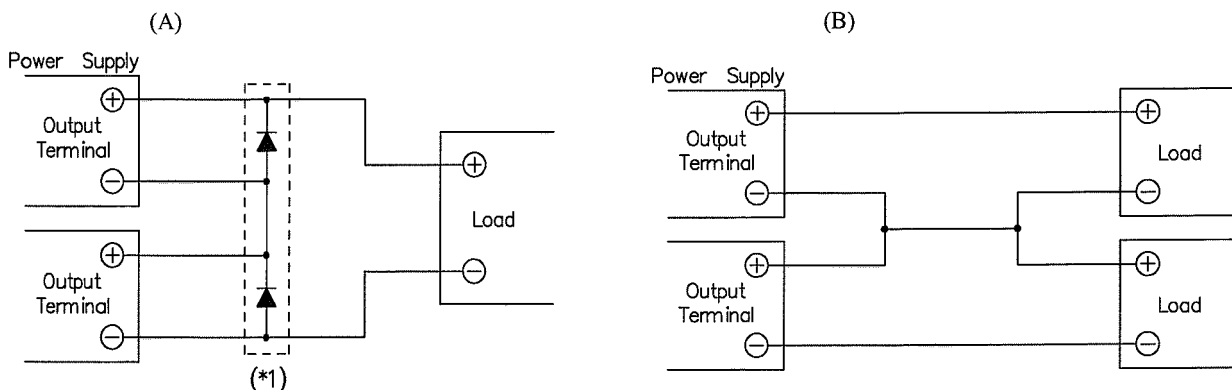 (A)
Power Supply
+
Output
Terminal
−
+
Output
Terminal
−
(*1)
+
Load
−
(B)
Power Supply
+
Output
Terminal
−
+
Output
Terminal
−
+
Load
−
+
Load
−